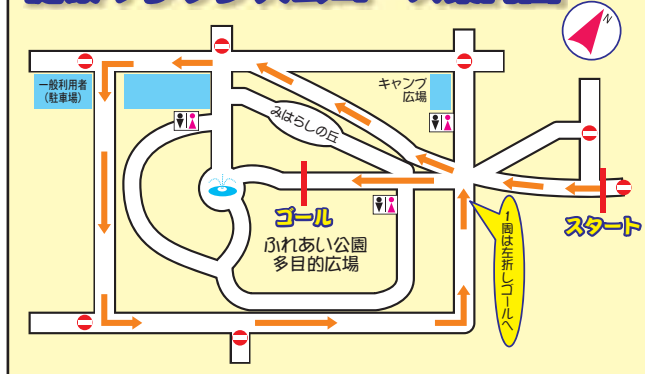 N
一般利用者
(駐車場)
キャンプ
広場
みはらしの丘
ゴール
スタート
ふれあい公園
多目的広場
1周は左折しゴールへ